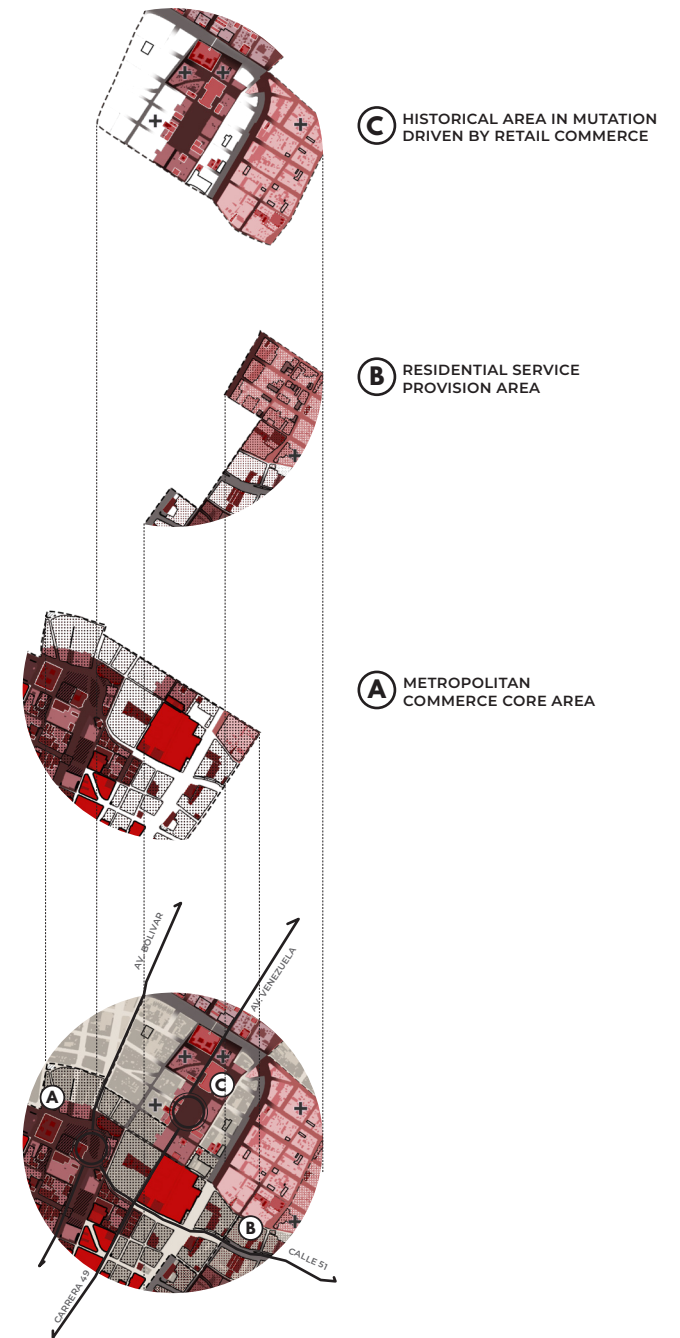 C
HISTORICAL AREA IN MUTATION
DRIVEN BY RETAIL COMMERCE
B
RESIDENTIAL SERVICE
PROVISION AREA
A
METROPOLITAN
COMMERCE CORE AREA
AV. BOLIVAR
AV. VENEZUELA
A
C
B
CALLE 51
CARRERA 49